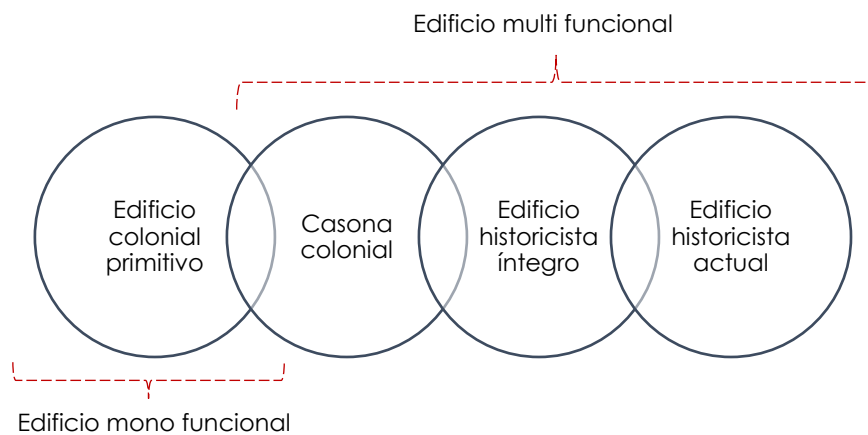 Edificio multi funcional
Edificio
colonial
primitivo
Casona
colonial
Edificio
historicista
íntegro
Edificio
historicista
actual
Edificio mono funcional